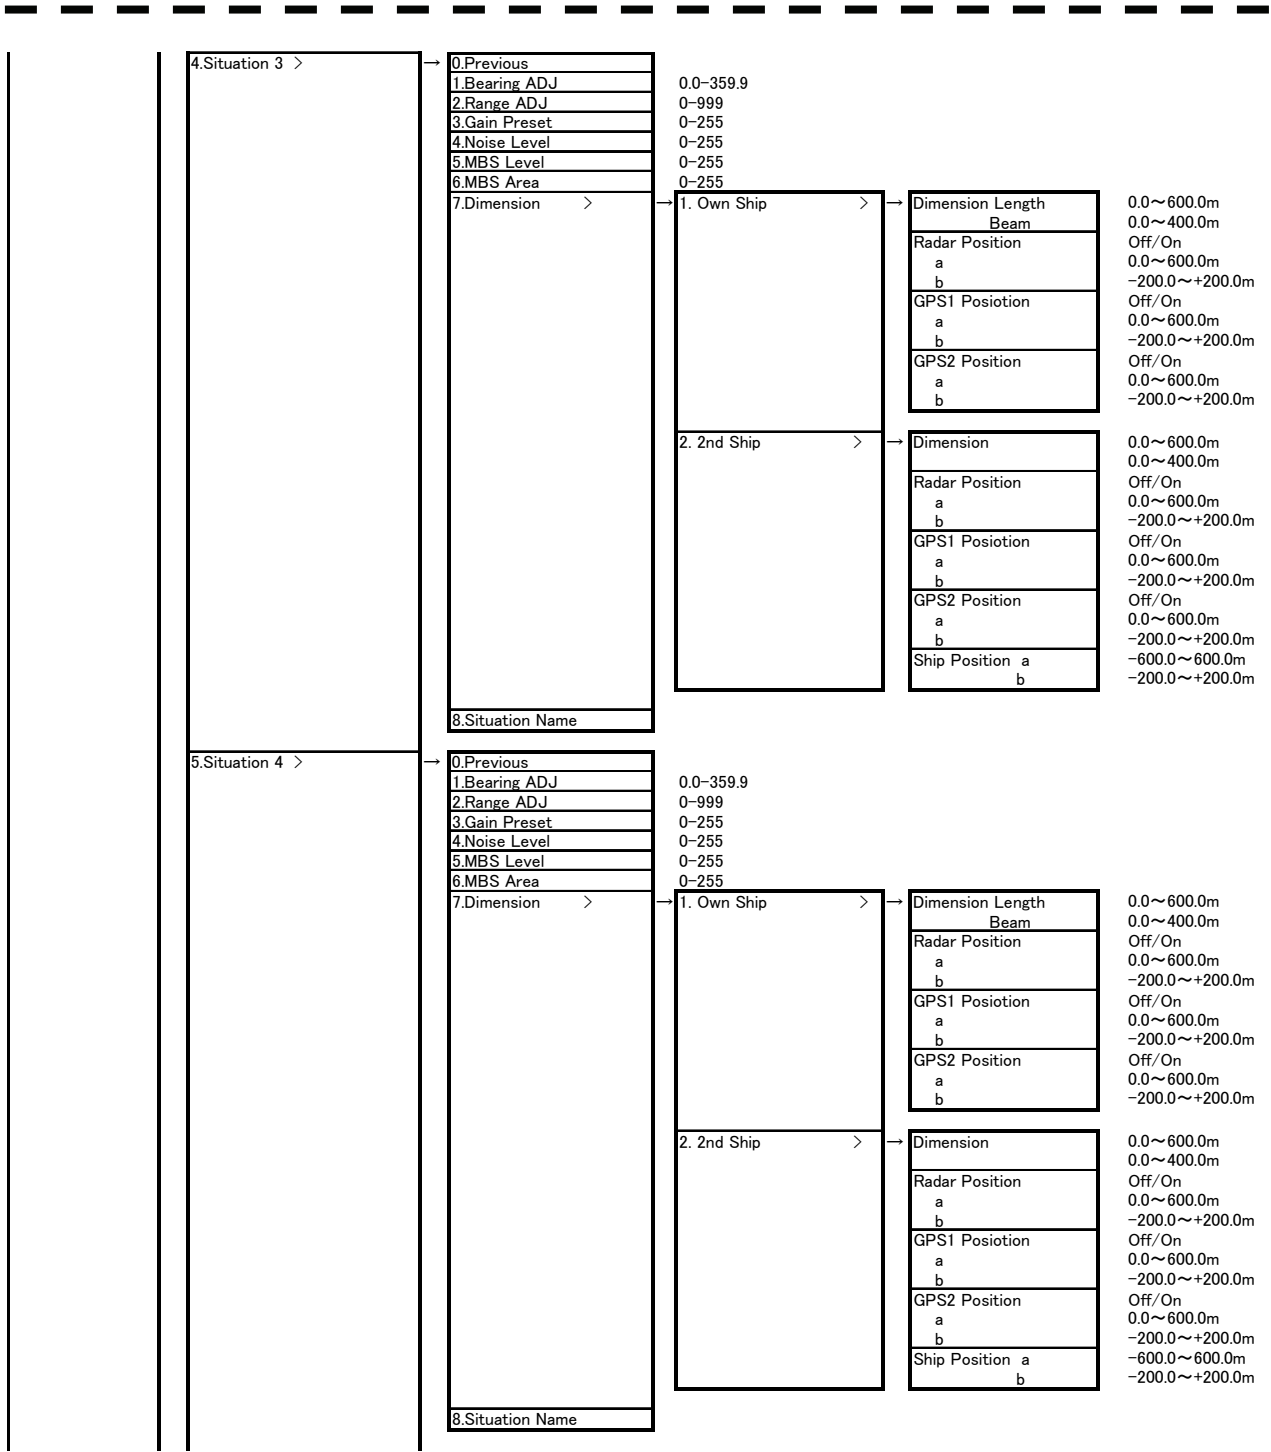 4.Situation 3 > → 0.Previous
1.Bearing ADJ 0.0-359.9
2.Range ADJ 0-999
3.Gain Preset 0-255
4.Noise Level 0-255
5.MBS Level 0-255
6.MBS Area 0-255
7.Dimension > → 1. Own Ship > → Dimension Length 0.0～600.0m
Beam 0.0～400.0m
Radar Position Off/On
a 0.0～600.0m
b -200.0～+200.0m
GPS1 Posiotion Off/On
a 0.0～600.0m
b -200.0～+200.0m
GPS2 Position Off/On
a 0.0～600.0m
b -200.0～+200.0m
2. 2nd Ship > → Dimension 0.0～600.0m
0.0～400.0m
Radar Position Off/On
a 0.0～600.0m
b -200.0～+200.0m
GPS1 Posiotion Off/On
a 0.0～600.0m
b -200.0～+200.0m
GPS2 Position Off/On
a 0.0～600.0m
b -200.0～+200.0m
Ship Position a -600.0～600.0m
b -200.0～+200.0m
8.Situation Name
5.Situation 4 > → 0.Previous
1.Bearing ADJ 0.0-359.9
2.Range ADJ 0-999
3.Gain Preset 0-255
4.Noise Level 0-255
5.MBS Level 0-255
6.MBS Area 0-255
7.Dimension > → 1. Own Ship > → Dimension Length 0.0～600.0m
Beam 0.0～400.0m
Radar Position Off/On
a 0.0～600.0m
b -200.0～+200.0m
GPS1 Posiotion Off/On
a 0.0～600.0m
b -200.0～+200.0m
GPS2 Position Off/On
a 0.0～600.0m
b -200.0～+200.0m
2. 2nd Ship > → Dimension 0.0～600.0m
0.0～400.0m
Radar Position Off/On
a 0.0～600.0m
b -200.0～+200.0m
GPS1 Posiotion Off/On
a 0.0～600.0m
b -200.0～+200.0m
GPS2 Position Off/On
a 0.0～600.0m
b -200.0～+200.0m
Ship Position a -600.0～600.0m
b -200.0～+200.0m
8.Situation Name